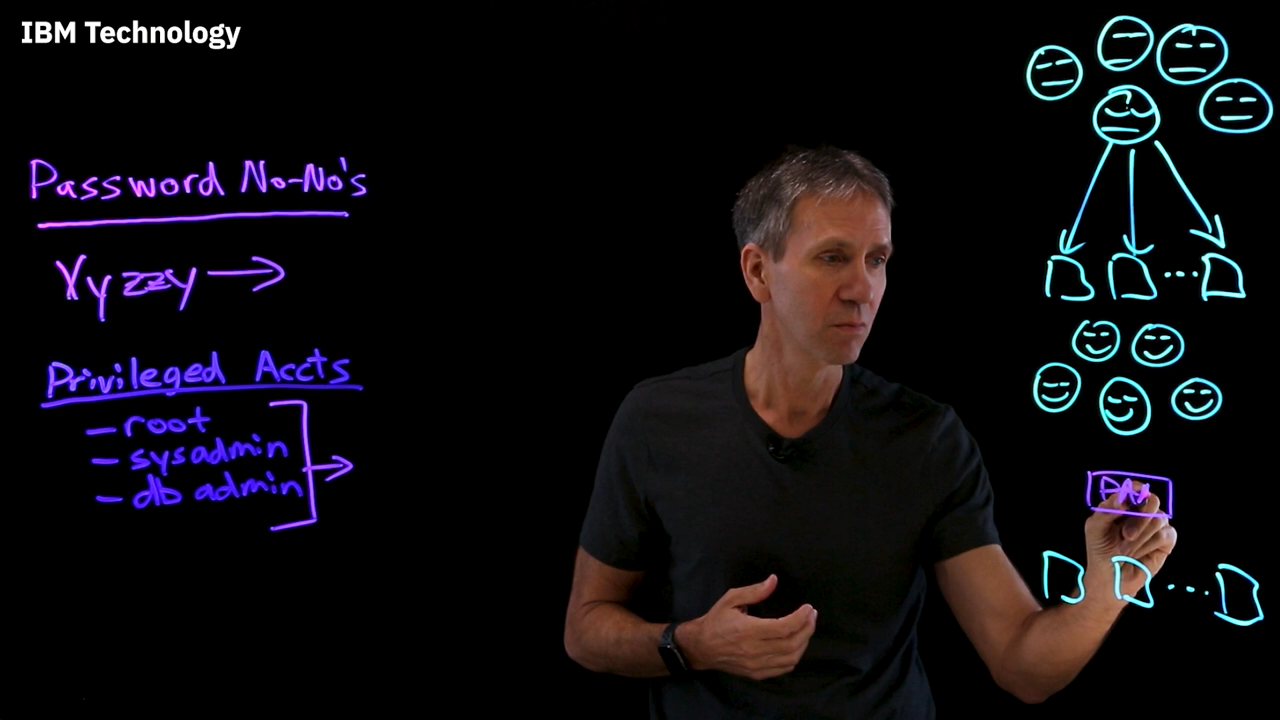 IBM Technology
Password No-No's
Xyzzy
Privileged Accts
- root
- sysadmin
- db admin